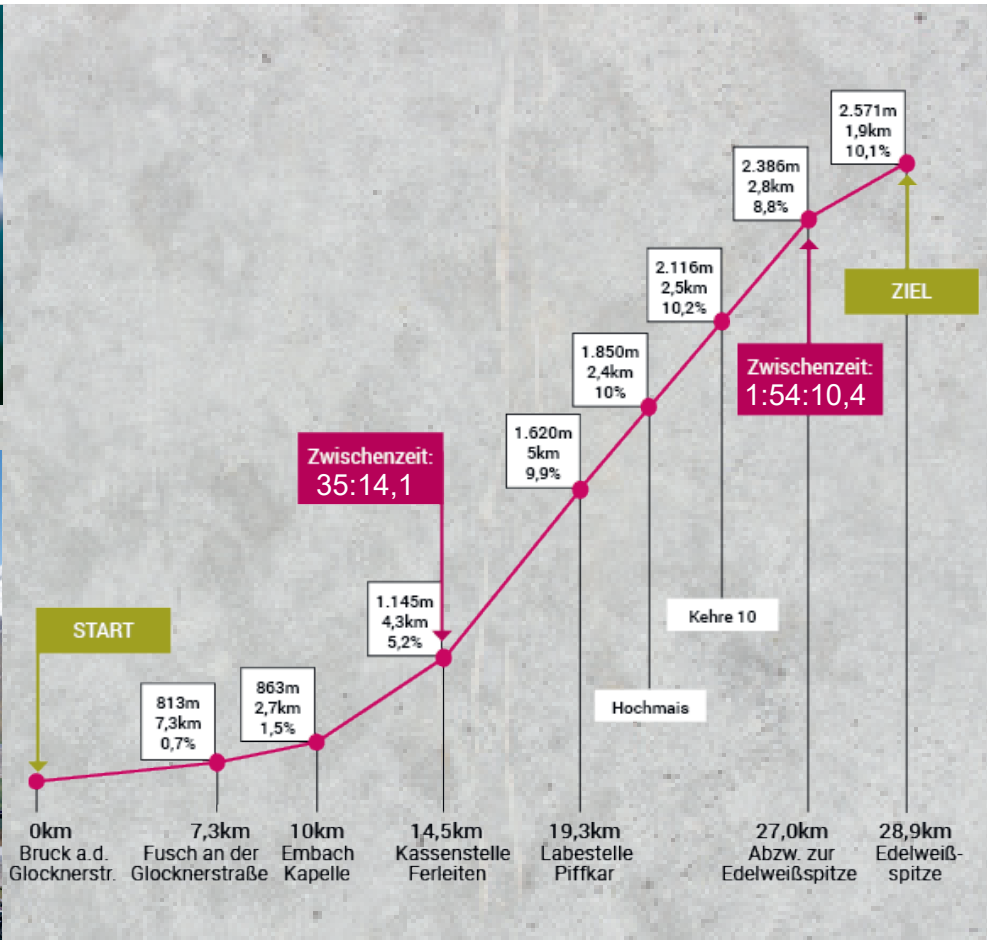 2.571m
1,9km
10,1%
2.386m
2,8km
8,8%
2.116m
2,5km
10,2%
ZIEL
1.850m
2,4km
10%
Zwischenzeit:
1:54:10,4
1.620m
5km
9,9%
Zwischenzeit:
35:14,1
1.145m
4,3km
5,2%
START
Kehre 10
863m
2,7km
1,5%
813m
7,3km
0,7%
Hochmais
0km
Bruck a.d.
Glocknerstr.
7,3km
Fusch an der
Glocknerstraße
10km
Embach
Kapelle
14,5km
Kassenstelle
Ferleiten
19,3km
Labestelle
Piffkar
27,0km
Abzw. zur
Edelweißspitze
28,9km
Edelweiß-
spitze